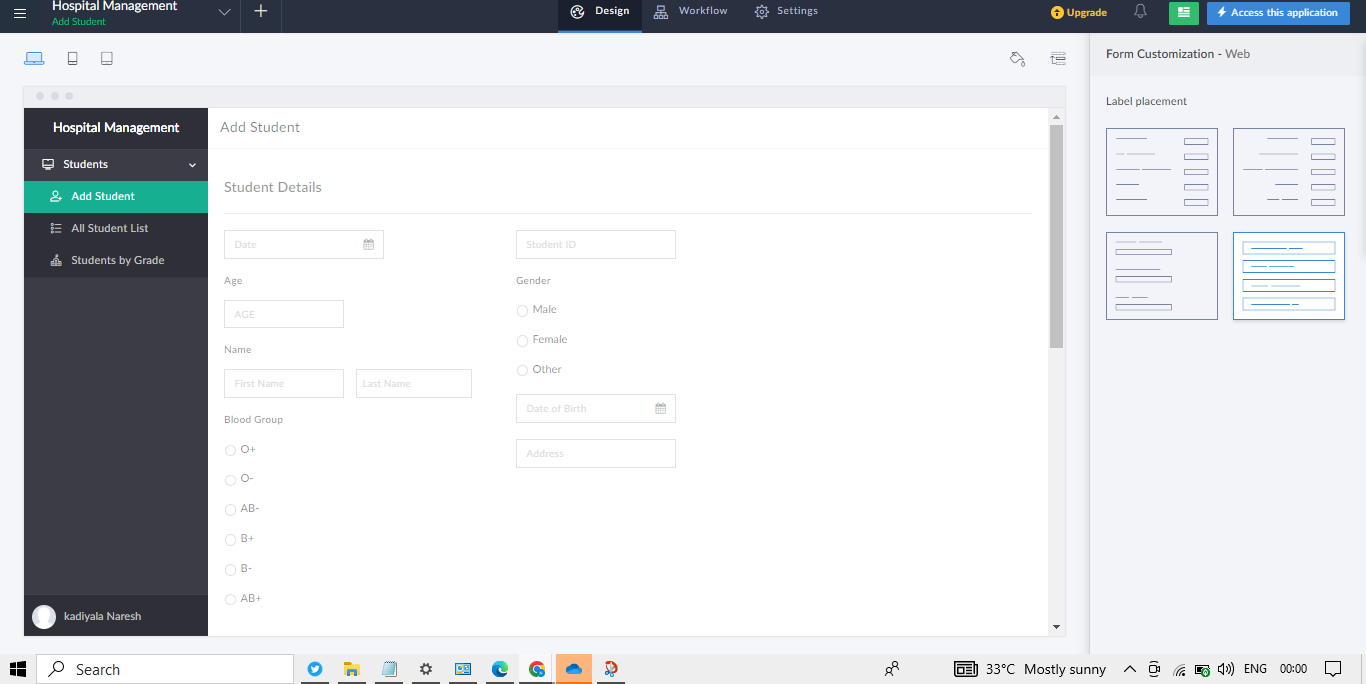 Hospital Management
Add Student
Design
Workflow
Settings
Upgrade
Access this application
Form Customization - Web
Label placement
Hospital Management
Students
Add Student
All Student List
Students by Grade
kadiyala Naresh
Add Student
Student Details
Date
Student ID
Age
AGE
Gender
Male
Female
Other
Name
First Name
Last Name
Date of Birth
Blood Group
Address
O+
O-
AB-
B+
B-
AB+
Search
33°C Mostly sunny
ENG
00:00